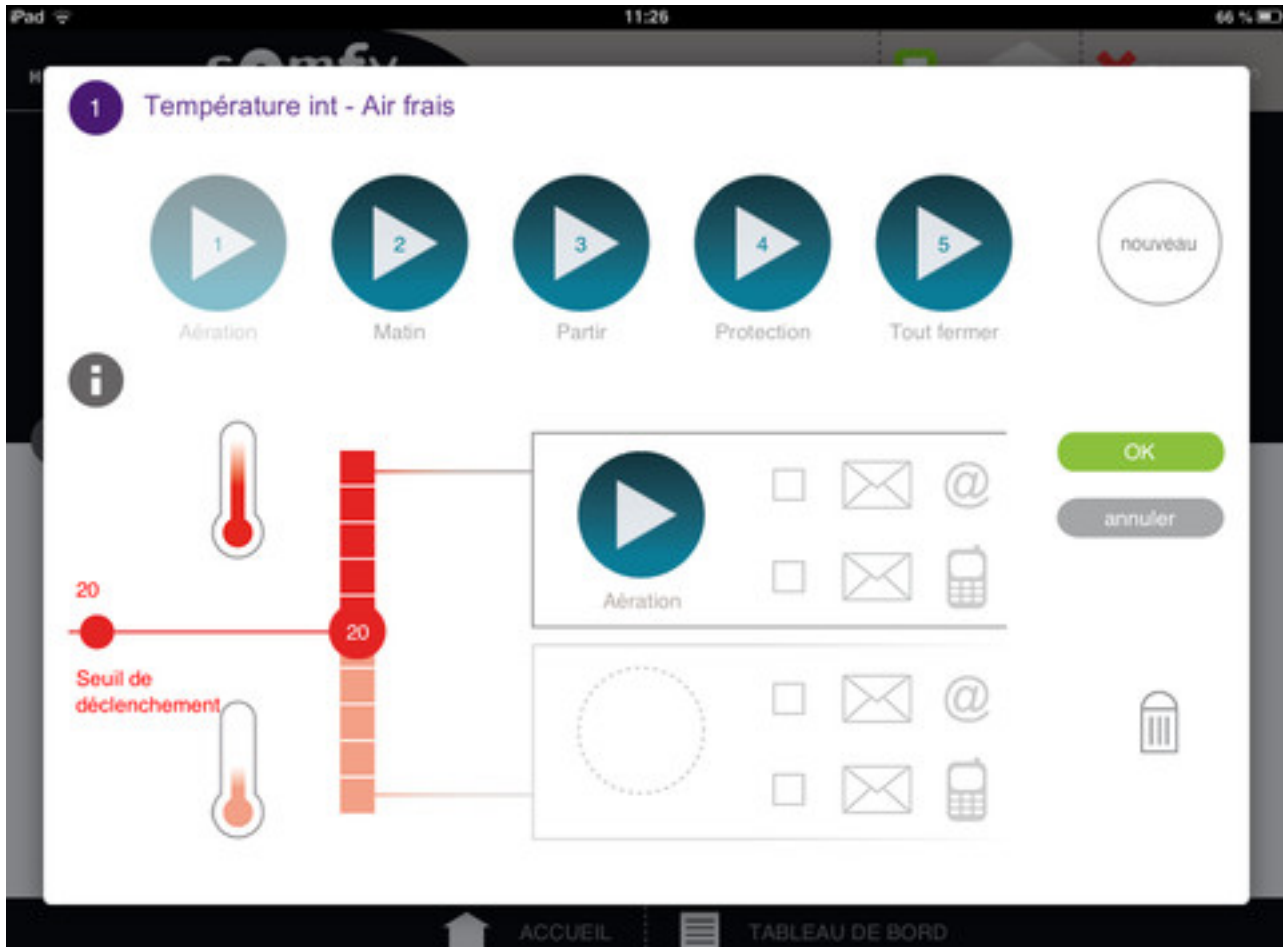 iPad
11:26
66 %
somfy
1
Température int - Air frais
1
2
3
4
5
nouveau
Aération
Matin
Partir
Protection
Tout fermer
i
OK
@
annuler
Aération
20
20
Seuil de
déclenchement
@
ACCUEIL
TABLEAU DE BORD